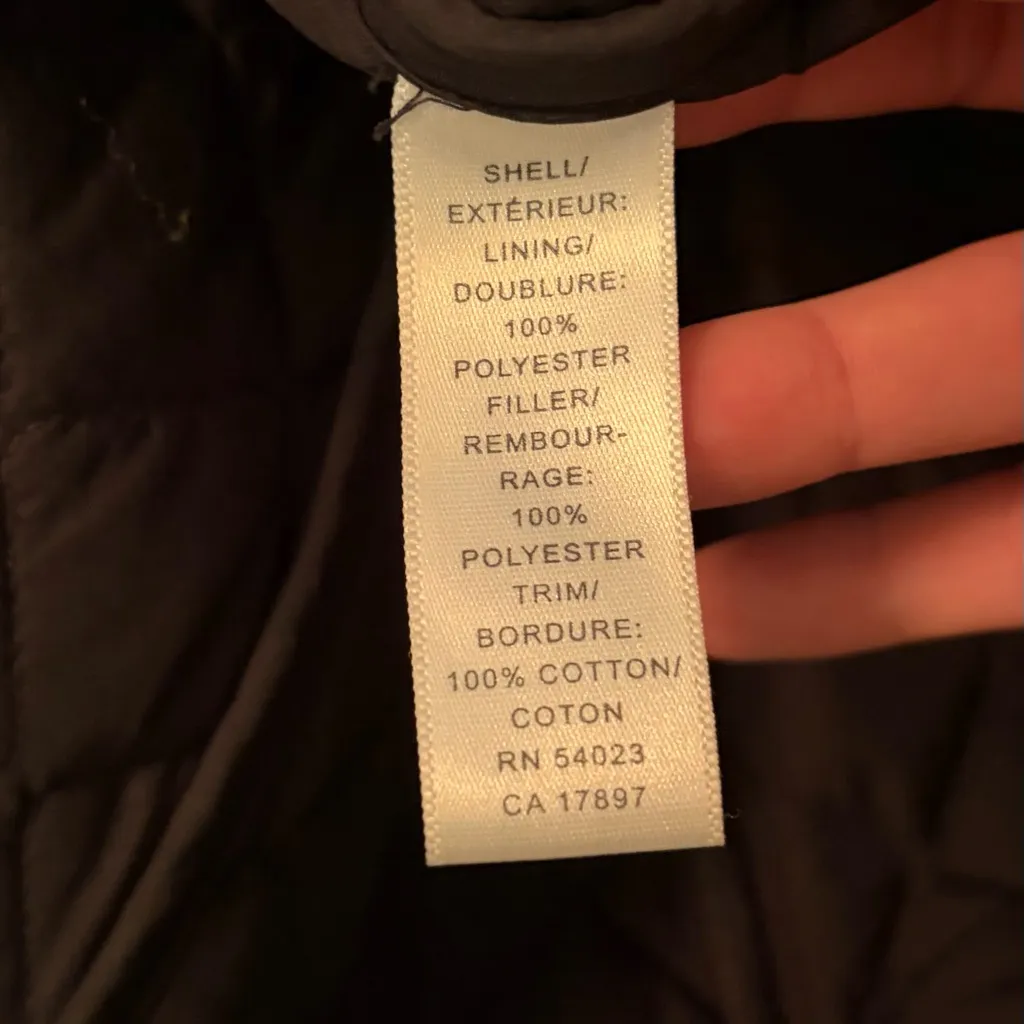 SHELL/
EXTÉRIEUR:
LINING/
DOUBLURE:
100%
POLYESTER
FILLER/
REMBOUR-
RAGE:
100%
POLYESTER
TRIM/
BORDURE:
100% COTTON/
COTON
RN 54023
CA 17897